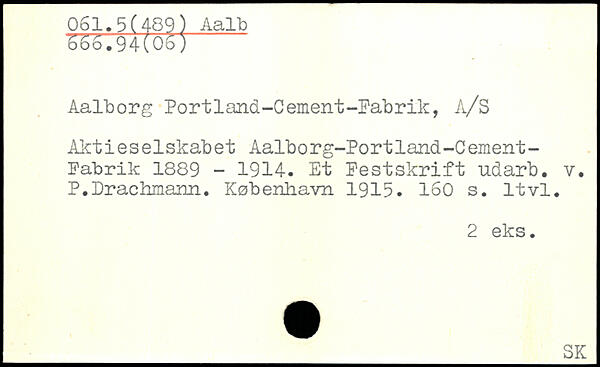 061.5(489) Aalb
666.94(06)
Aalborg Portland-Cement-Fabrik, A/S
Aktieselskabet Aalborg-Portland-Cement-
Fabrik 1889 - 1914. Et Festskrift udarb. v.
P.Drachmann. København 1915. 160 s. ltvl.
2 eks.
SK